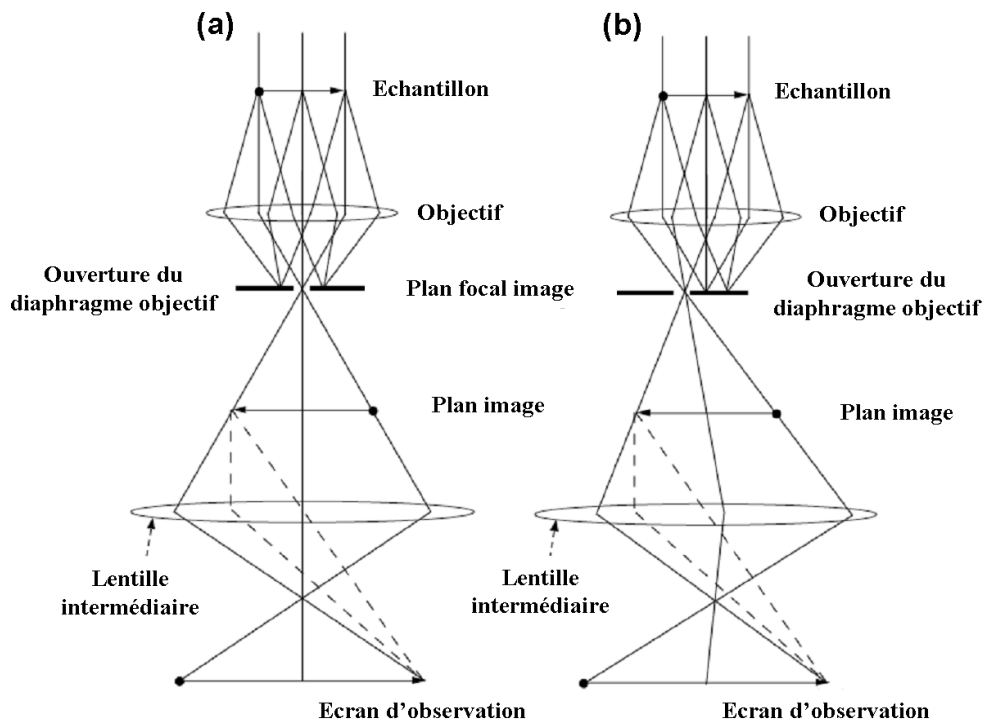 (a)
Echantillon
Objectif
Ouverture du
diaphragme objectif
Plan focal image
Plan image
Lentille
intermédiaire
Ecran d’observation
(b)
Echantillon
Objectif
Ouverture du
diaphragme objectif
Plan image
Lentille
intermédiaire
Ecran d’observation